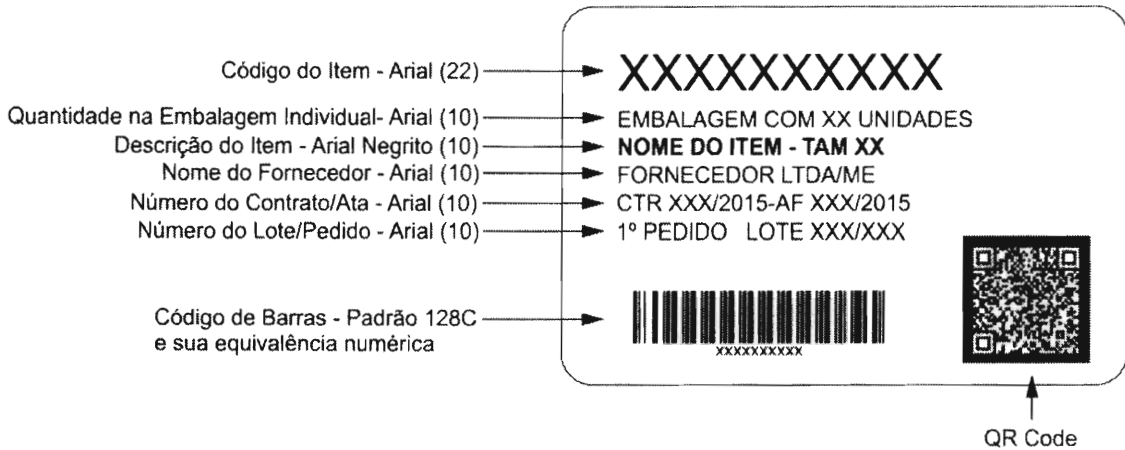 Código do Item - Arial (22)
XXXXXXXXXX
Quantidade na Embalagem Individual- Arial (10)
EMBALAGEM COM XX UNIDADES
Descrição do Item - Arial Negrito (10)
NOME DO ITEM - TAM XX
Nome do Fornecedor - Arial (10)
FORNECEDOR LTDA/ME
Número do Contrato/Ata - Arial (10)
CTR XXX/2015-AF XXX/2015
Número do Lote/Pedido - Arial (10)
1º PEDIDO LOTE XXX/XXX
Código de Barras - Padrão 128C
e sua equivalência numérica
XXXXXXXXXX
QR Code